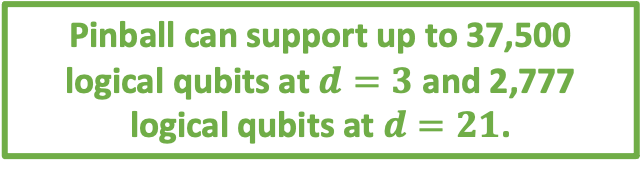 Pinball can support up to 37,500
logical qubits at d = 3 and 2,777
logical qubits at d = 21.